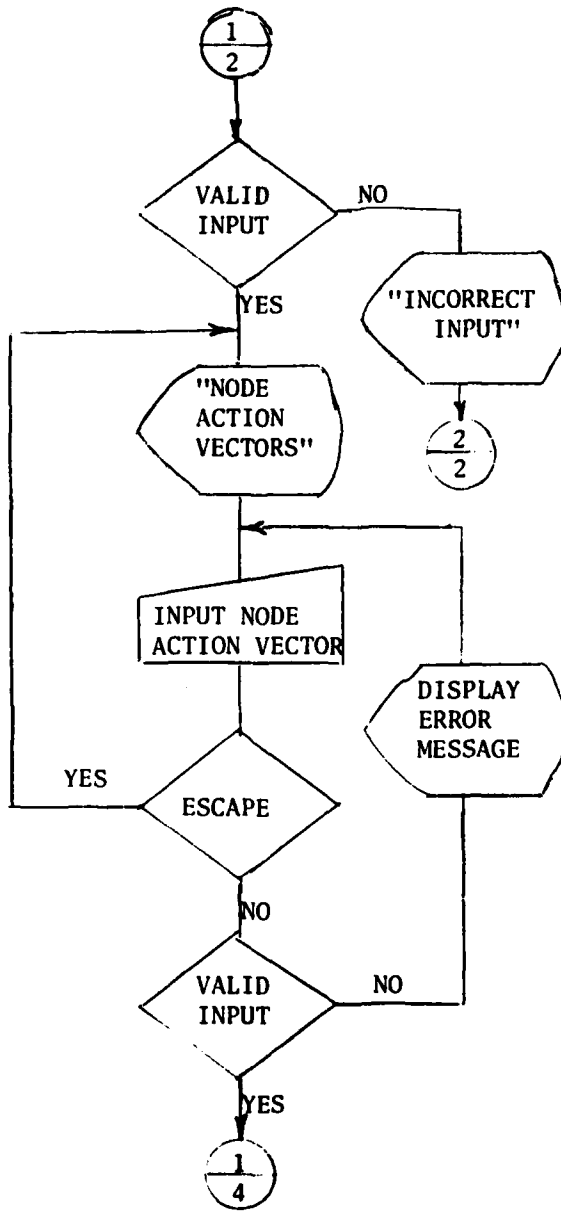 1
2
VALID
INPUT
NO
YES
"INCORRECT
INPUT"
2
2
"NODE
ACTION
VECTORS"
INPUT NODE
ACTION VECTOR
DISPLAY
ERROR
MESSAGE
YES
ESCAPE
NO
VALID
INPUT
NO
YES
1
4